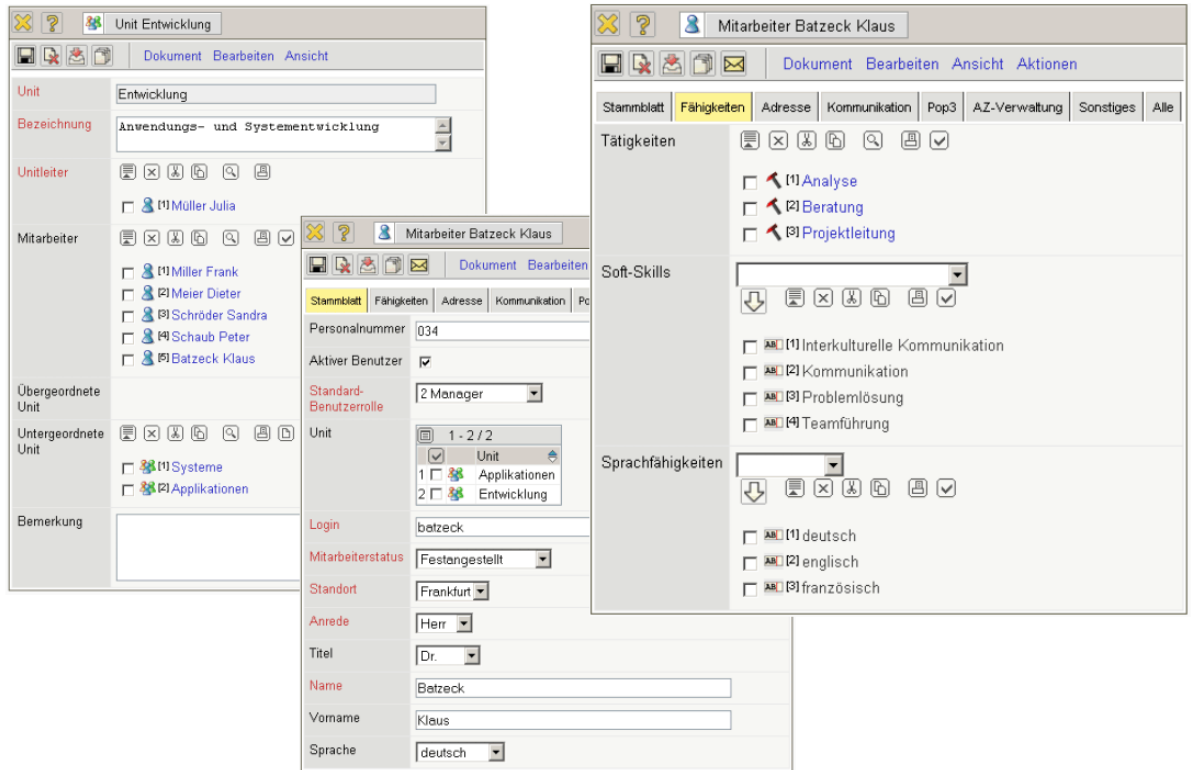 Unit Entwicklung
Dokument Bearbeiten Ansicht
Unit
Entwicklung
Bezeichnung
Anwendungs- und Systementwicklung
Unitleiter
[1] Müller Julia
Mitarbeiter
[1] Miller Frank
[2] Meier Dieter
[3] Schröder Sandra
[4] Schaub Peter
[5] Batzeck Klaus
Übergeordnete
Unit
Untergeordnete
Unit
[1] Systeme
[2] Applikationen
Bemerkung
Mitarbeiter Batzeck Klaus
Dokument Bearbeiten
Stammblatt Fähigkeiten Adresse Kommunikation Po
Personalnummer 034
Aktiver Benutzer
Standard-
Benutzerrolle
2 Manager
Unit
1 - 2 / 2
Unit
1 Applikationen
2 Entwicklung
Login batzeck
Mitarbeiterstatus Festangestellt
Standort Frankfurt
Anrede Herr
Titel Dr.
Name Batzeck
Vorname Klaus
Sprache deutsch
Mitarbeiter Batzeck Klaus
Dokument Bearbeiten Ansicht Aktionen
Stammblatt Fähigkeiten Adresse Kommunikation Pop3 AZ-Verwaltung Sonstiges Alle
Tätigkeiten
[1] Analyse
[2] Beratung
[3] Projektleitung
Soft-Skills
[1] Interkulturelle Kommunikation
[2] Kommunikation
[3] Problemlösung
[4] Teamführung
Sprachfähigkeiten
[1] deutsch
[2] englisch
[3] französisch